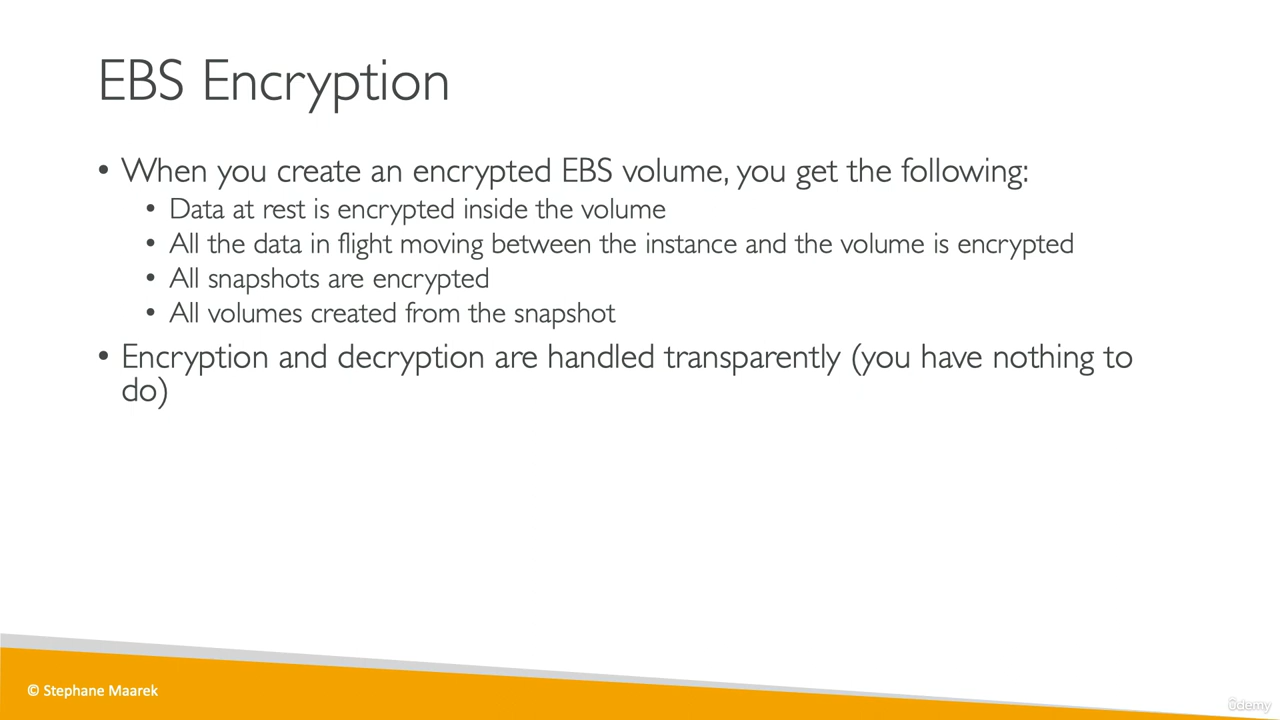 EBS Encryption
• When you create an encrypted EBS volume, you get the following:
• Data at rest is encrypted inside the volume
• All the data in flight moving between the instance and the volume is encrypted
• All snapshots are encrypted
• All volumes created from the snapshot
• Encryption and decryption are handled transparently (you have nothing to
do)
© Stephane Maarek
ûdemy